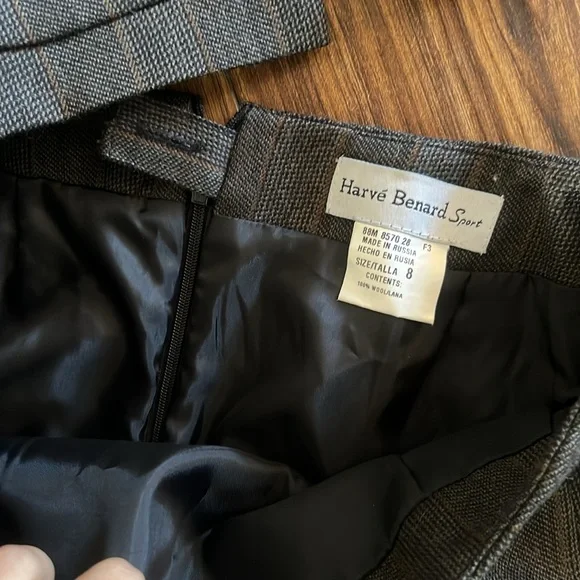 Harvé Benard Sport
88M 8570 28 F3
MADE IN RUSSIA
HECHO EN RUSIA
SIZE/TALLA 8
CONTENTS:
100% WOOL/LANA